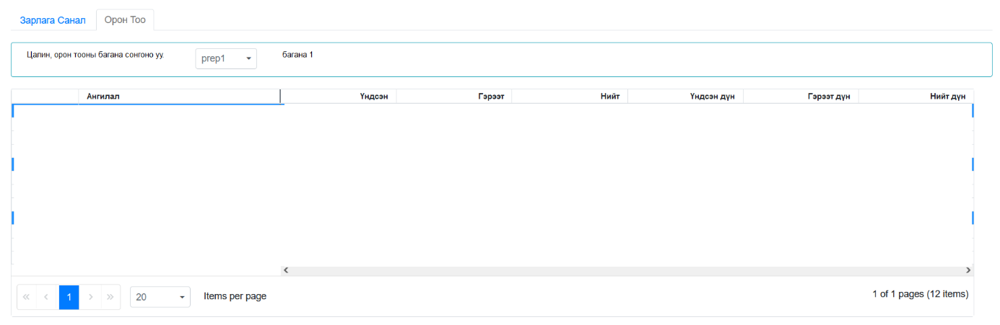 Зарлага Санал Орон Тоо
Цалин, орон тооны багана сонгоно уу. prep1 багана 1
Ангилал Үндсэн Гэрээт Нийт Үндсэн дүн Гэрээт дүн Нийт дүн
« ‹ 1 › » 20 Items per page 1 of 1 pages (12 items)